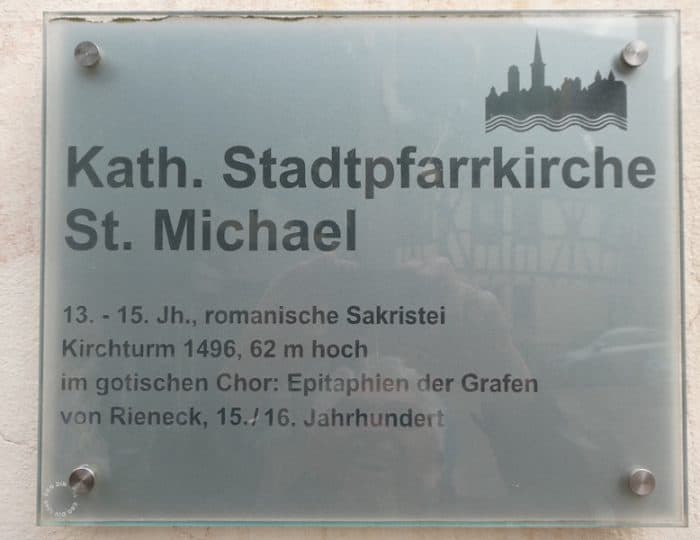 Kath. Stadtpfarrkirche
St. Michael
13. - 15. Jh., romanische Sakristei
Kirchturm 1496, 62 m hoch
im gotischen Chor: Epitaphien der Grafen
von Rieneck, 15./16. Jahrhundert